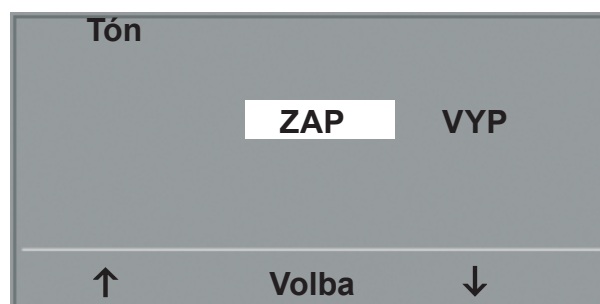 Tón
ZAP VYP
↑ Volba ↓